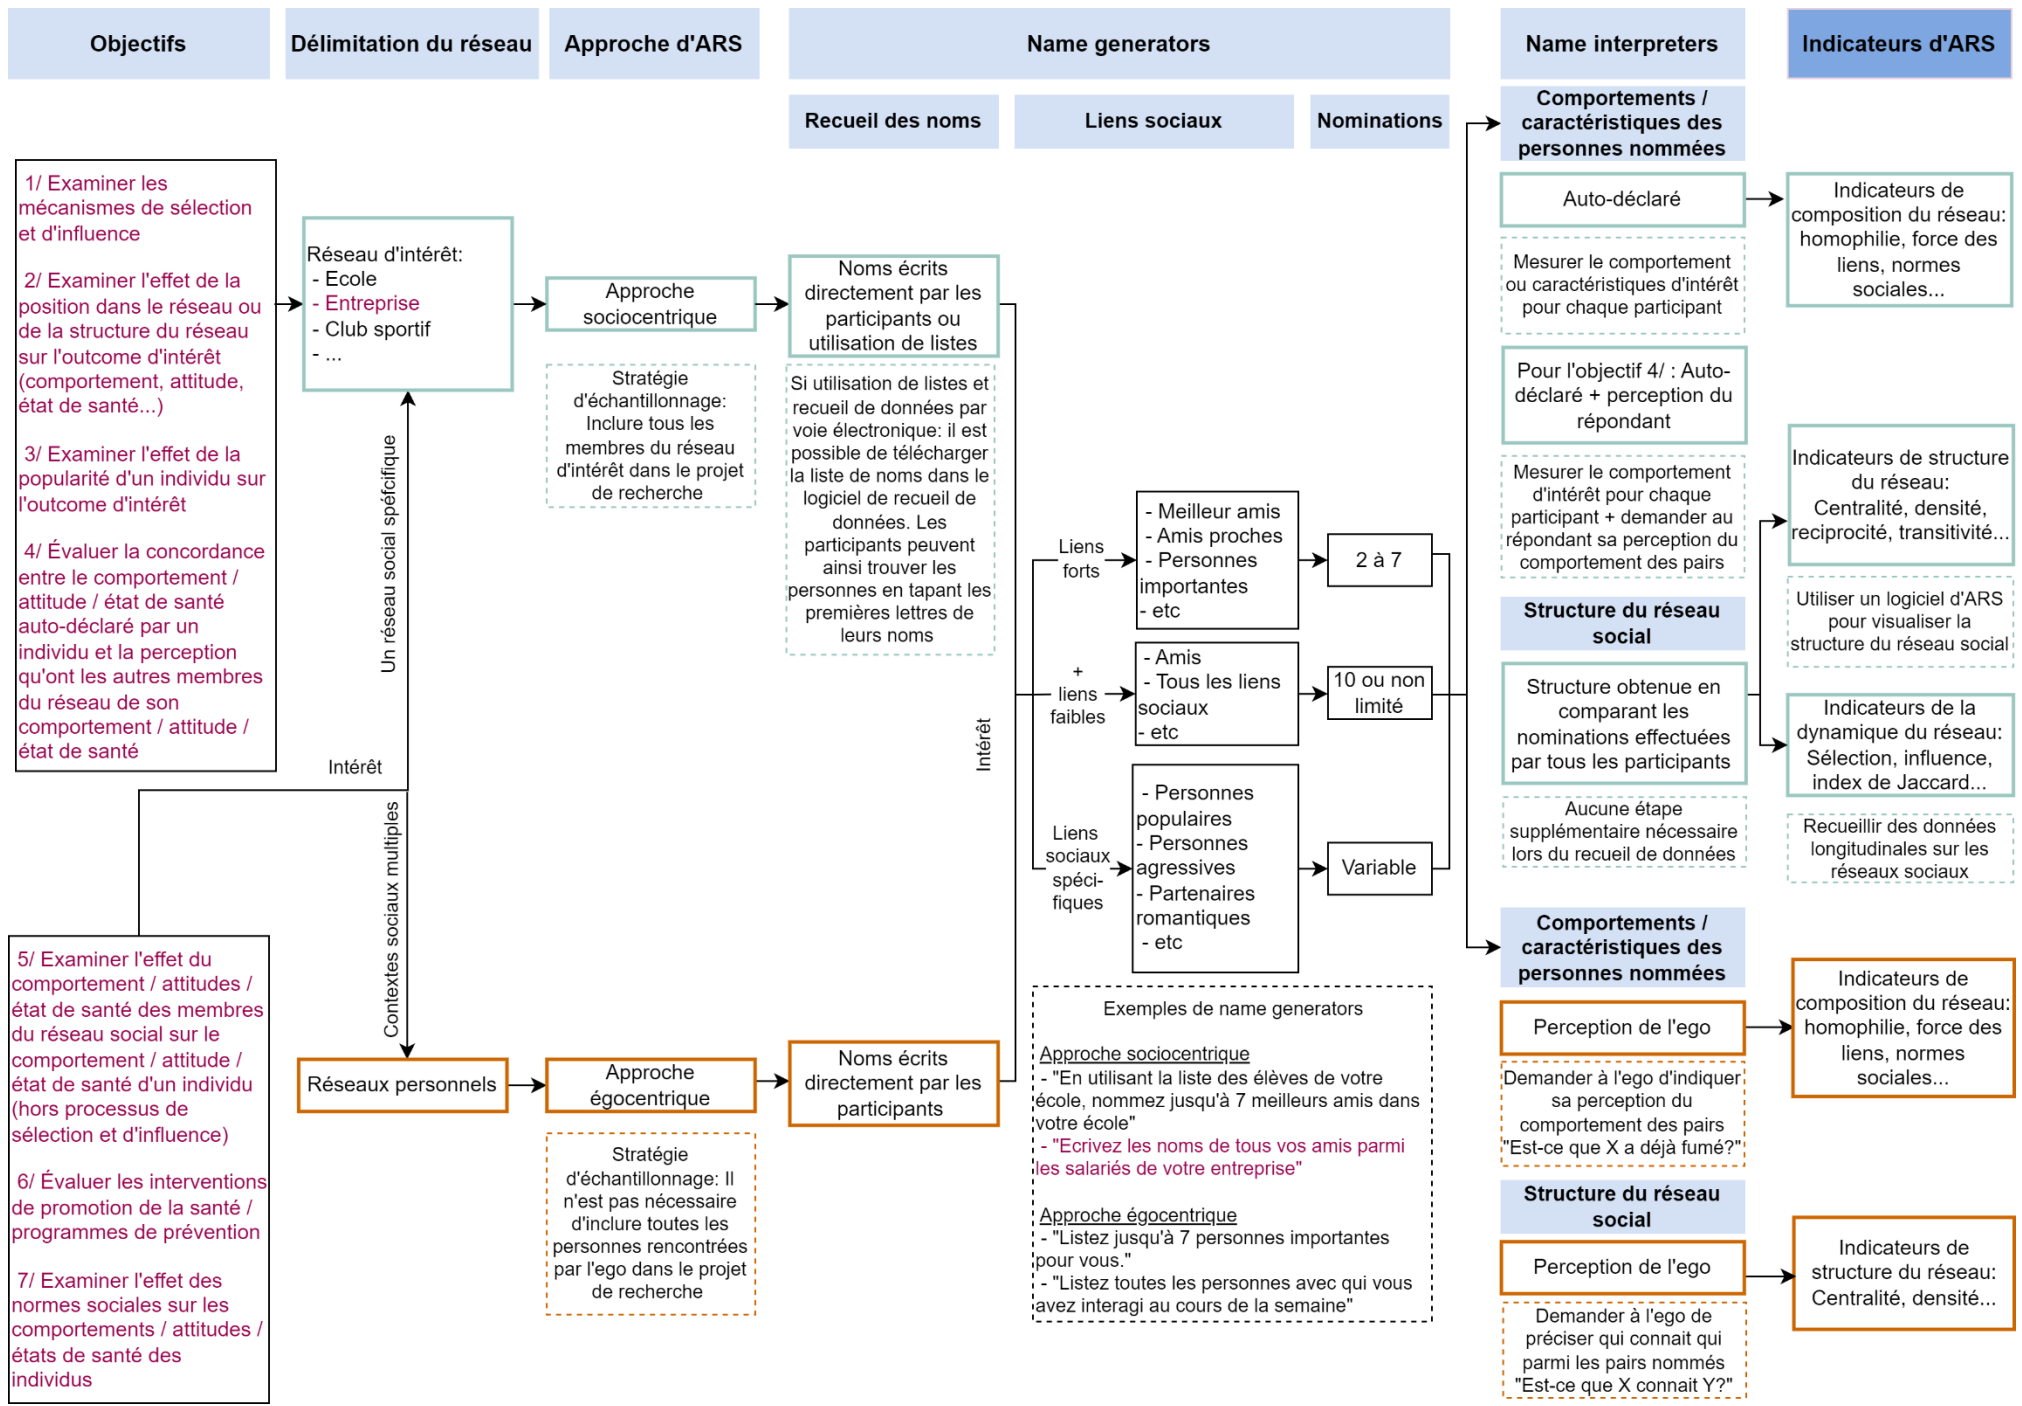 Objectifs
Délimitation du réseau
Approche d'ARS
Name generators
Name interpreters
Indicateurs d'ARS
Recueil des noms
Liens sociaux
Nominations
1/ Examiner les
mécanismes de sélection
et d'influence
2/ Examiner l'effet de la
position dans le réseau ou
de la structure du réseau
sur l'outcome d'intérêt
(comportement, attitude,
état de santé...)
3/ Examiner l'effet de la
popularité d'un individu sur
l'outcome d'intérêt
4/ Évaluer la concordance
entre le comportement /
attitude / état de santé
auto-déclaré par un
individu et la perception
qu'ont les autres membres
du réseau de son
comportement / attitude /
état de santé
5/ Examiner l'effet du
comportement / attitudes /
état de santé des membres
du réseau social sur le
comportement / attitude /
état de santé d'un individu
(hors processus de
sélection et d'influence)
6/ Évaluer les interventions
de promotion de la santé /
programmes de prévention
7/ Examiner l'effet des
normes sociales sur les
comportements / attitudes /
états de santé des
individus
Réseau d'intérêt:
- Ecole
- Entreprise
- Club sportif
- ...
Un réseau social spéfcifique
Intérêt
Contextes sociaux multiples
Réseaux personnels
Approche
sociocentrique
Stratégie
d'échantillonnage:
Inclure tous les
membres du réseau
d'intérêt dans le projet
de recherche
Approche
égocentrique
Stratégie
d'échantillonnage: Il
n'est pas nécessaire
d'inclure toutes les
personnes rencontrées
par l'ego dans le projet
de recherche
Noms écrits
directement par les
participants ou
utilisation de listes
Si utilisation de listes et
recueil de données par
voie électronique: il est
possible de télécharger
la liste de noms dans le
logiciel de recueil de
données. Les
participants peuvent
ainsi trouver les
personnes en tapant les
premières lettres de
leurs noms
Noms écrits
directement par les
participants
Intérêt
Liens
forts
- Meilleur amis
- Amis proches
- Personnes
importantes
- etc
2 à 7
+
liens
faibles
- Amis
- Tous les liens
sociaux
- etc
10 ou non
limité
Liens
sociaux
spéci-
fiques
- Personnes
populaires
- Personnes
agressives
- Partenaires
romantiques
- etc
Variable
Exemples de name generators
Approche sociocentrique
- "En utilisant la liste des élèves de votre
école, nommez jusqu'à 7 meilleurs amis dans
votre école"
- "Ecrivez les noms de tous vos amis parmi
les salariés de votre entreprise"
Approche égocentrique
- "Listez jusqu'à 7 personnes importantes
pour vous."
- "Listez toutes les personnes avec qui vous
avez interagi au cours de la semaine"
Comportements /
caractéristiques des
personnes nommées
Auto-déclaré
Mesurer le comportement
ou caractéristiques d'intérêt
pour chaque participant
Pour l'objectif 4/ : Auto-
déclaré + perception du
répondant
Mesurer le comportement
d'intérêt pour chaque
participant + demander au
répondant sa perception du
comportement des pairs
Structure du réseau
social
Structure obtenue en
comparant les
nominations effectuées
par tous les participants
Aucune étape
supplémentaire nécessaire
lors du recueil de données
Comportements /
caractéristiques des
personnes nommées
Perception de l'ego
Demander à l'ego d'indiquer
sa perception du
comportement des pairs
"Est-ce que X a déjà fumé?"
Structure du réseau
social
Perception de l'ego
Demander à l'ego de
préciser qui connait qui
parmi les pairs nommés
"Est-ce que X connait Y?"
Indicateurs de
composition du réseau:
homophilie, force des
liens, normes
sociales...
Indicateurs de structure
du réseau:
Centralité, densité,
reciprocité, transitivité...
Utiliser un logiciel d'ARS
pour visualiser la
structure du réseau social
Indicateurs de la
dynamique du réseau:
Sélection, influence,
index de Jaccard...
Recueillir des données
longitudinales sur les
réseaux sociaux
Indicateurs de
composition du réseau:
homophilie, force des
liens, normes
sociales...
Indicateurs de
structure du réseau:
Centralité, densité...